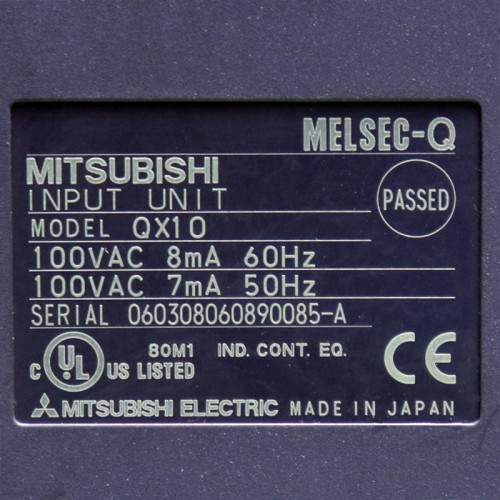 MELSEC-Q
MITSUBISHI
INPUT UNIT
PASSED
MODEL QX10
100VAC 8mA 60Hz
100VAC 7mA 50Hz
SERIAL 060308060890085-A
C UL US LISTED 80M1 IND. CONT. EQ. CE
MITSUBISHI ELECTRIC MADE IN JAPAN